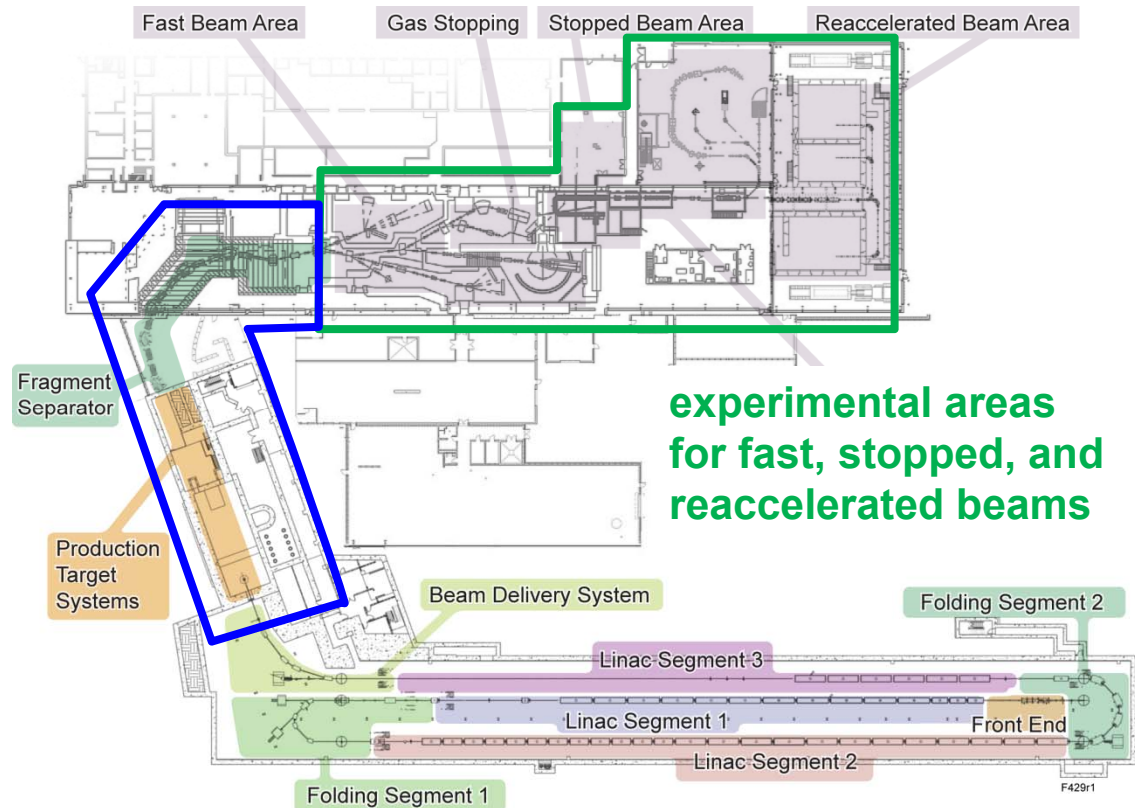 Fast Beam Area
Gas Stopping
Stopped Beam Area
Reaccelerated Beam Area
Fragment
Separator
experimental areas
for fast, stopped, and
reaccelerated beams
Production
Target
Systems
Beam Delivery System
Folding Segment 2
Linac Segment 3
Linac Segment 1
Front End
Linac Segment 2
Folding Segment 1
F429r1